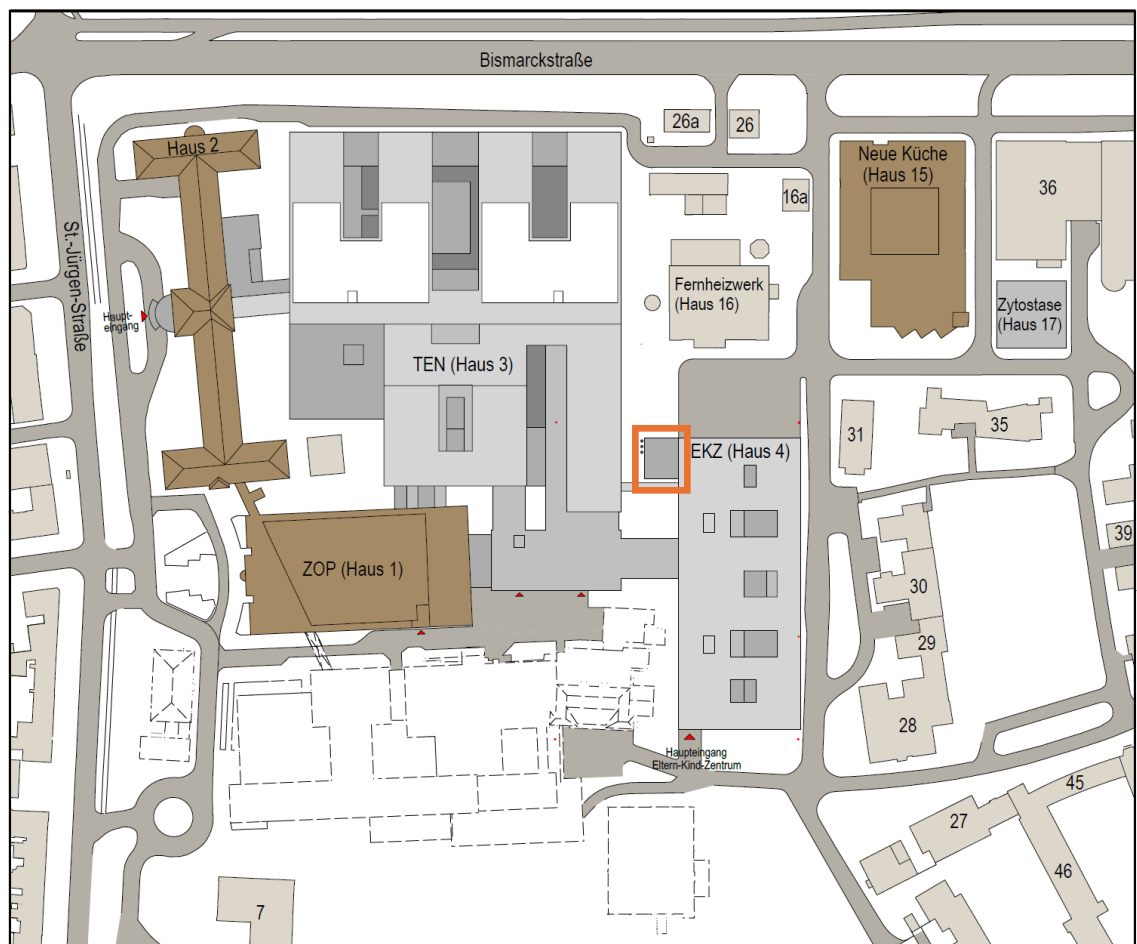 Bismarckstraße
26a
26
Haus 2
Neue Küche
(Haus 15)
36
16a
St.-Jürgen-Straße
Fernheizwerk
(Haus 16)
Zytostase
(Haus 17)
Haupt-
eingang
TEN (Haus 3)
31
35
EKZ (Haus 4)
39
ZOP (Haus 1)
30
29
28
Haupteingang
Eltern-Kind-Zentrum
45
27
46
7